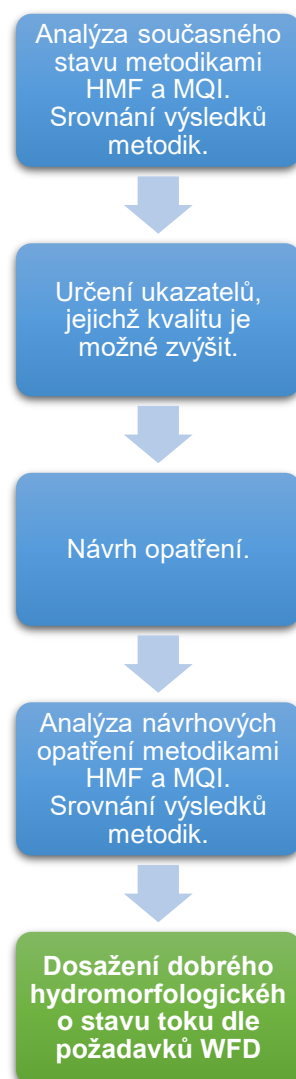 Analýza současného
stavu metodikami
HMF a MQI.
Srovnání výsledků
metodik.
Určení ukazatelů,
jejichž kvalitu je
možné zvýšit.
Návrh opatření.
Analýza návrhových
opatření metodikami
HMF a MQI.
Srovnání výsledků
metodik.
Dosažení dobrého
hydromorfologickéh
o stavu toku dle
požadavků WFD